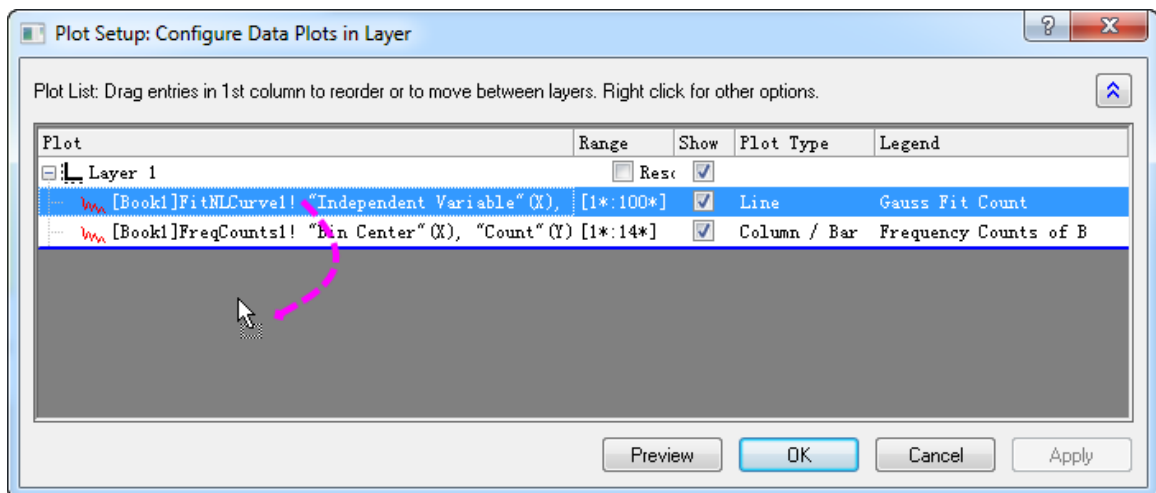 Plot Setup: Configure Data Plots in Layer
Plot List: Drag entries in 1st column to reorder or to move between layers. Right click for other options.
Plot Range Show Plot Type Legend
Layer 1 Resc
[Book1]FitNLCurve1! "Independent Variable"(X), [1*:100*] Line Gauss Fit Count
[Book1]FreqCounts1! "Bin Center"(X), "Count"(Y) [1*:14*] Column / Bar Frequency Counts of B
Preview OK Cancel Apply